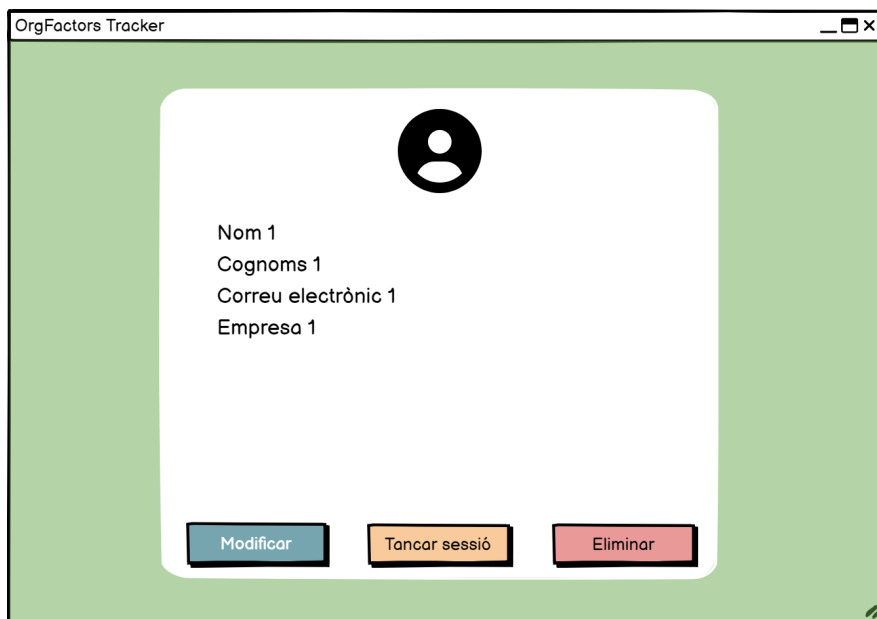 OrgFactors Tracker
Nom 1
Cognoms 1
Correu electrònic 1
Empresa 1
Modificar
Tancar sessió
Eliminar